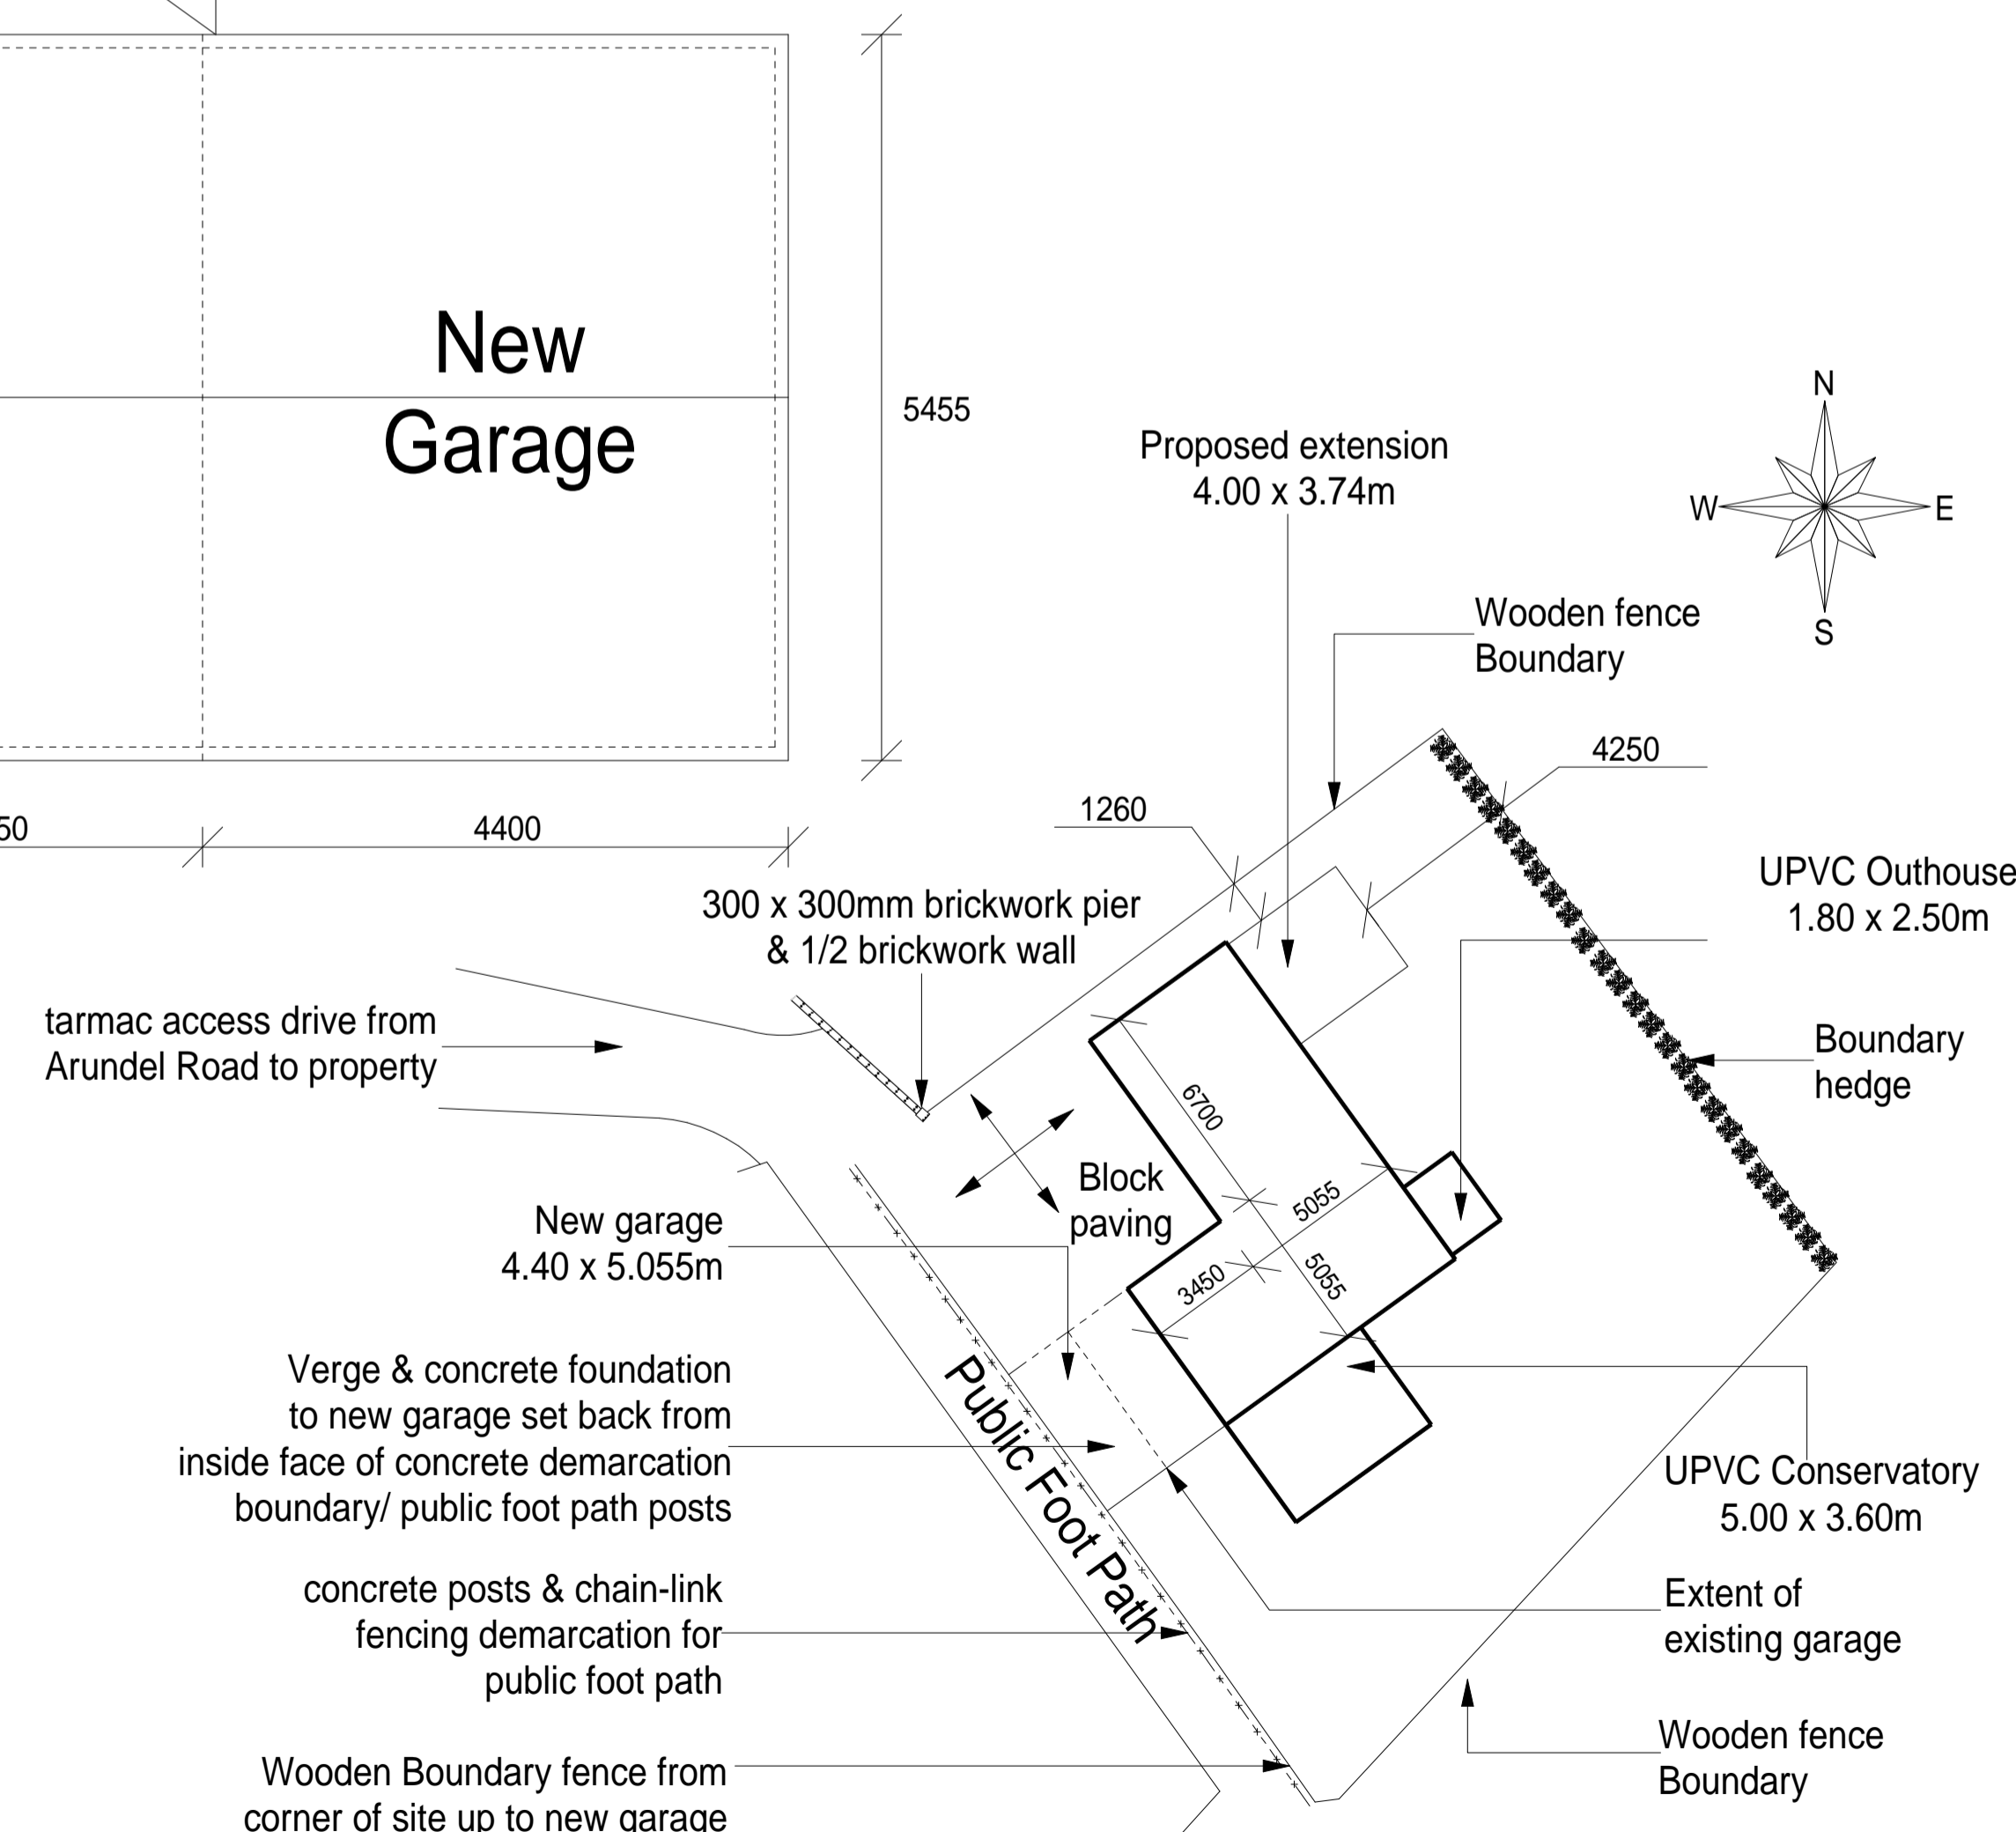 New
Garage
5455
50
4400
Proposed extension
4.00 x 3.74m
N
W
E
S
Wooden fence
Boundary
4250
1260
UPVC Outhouse
1.80 x 2.50m
300 x 300mm brickwork pier
& 1/2 brickwork wall
tarmac access drive from
Arundel Road to property
Boundary
hedge
6700
Block
paving
5055
3450
5055
New garage
4.40 x 5.055m
Verge & concrete foundation
to new garage set back from
inside face of concrete demarcation
boundary/ public foot path posts
Public Foot Path
UPVC Conservatory
5.00 x 3.60m
concrete posts & chain-link
fencing demarcation for
public foot path
Extent of
existing garage
Wooden fence
Boundary
Wooden Boundary fence from
corner of site up to new garage